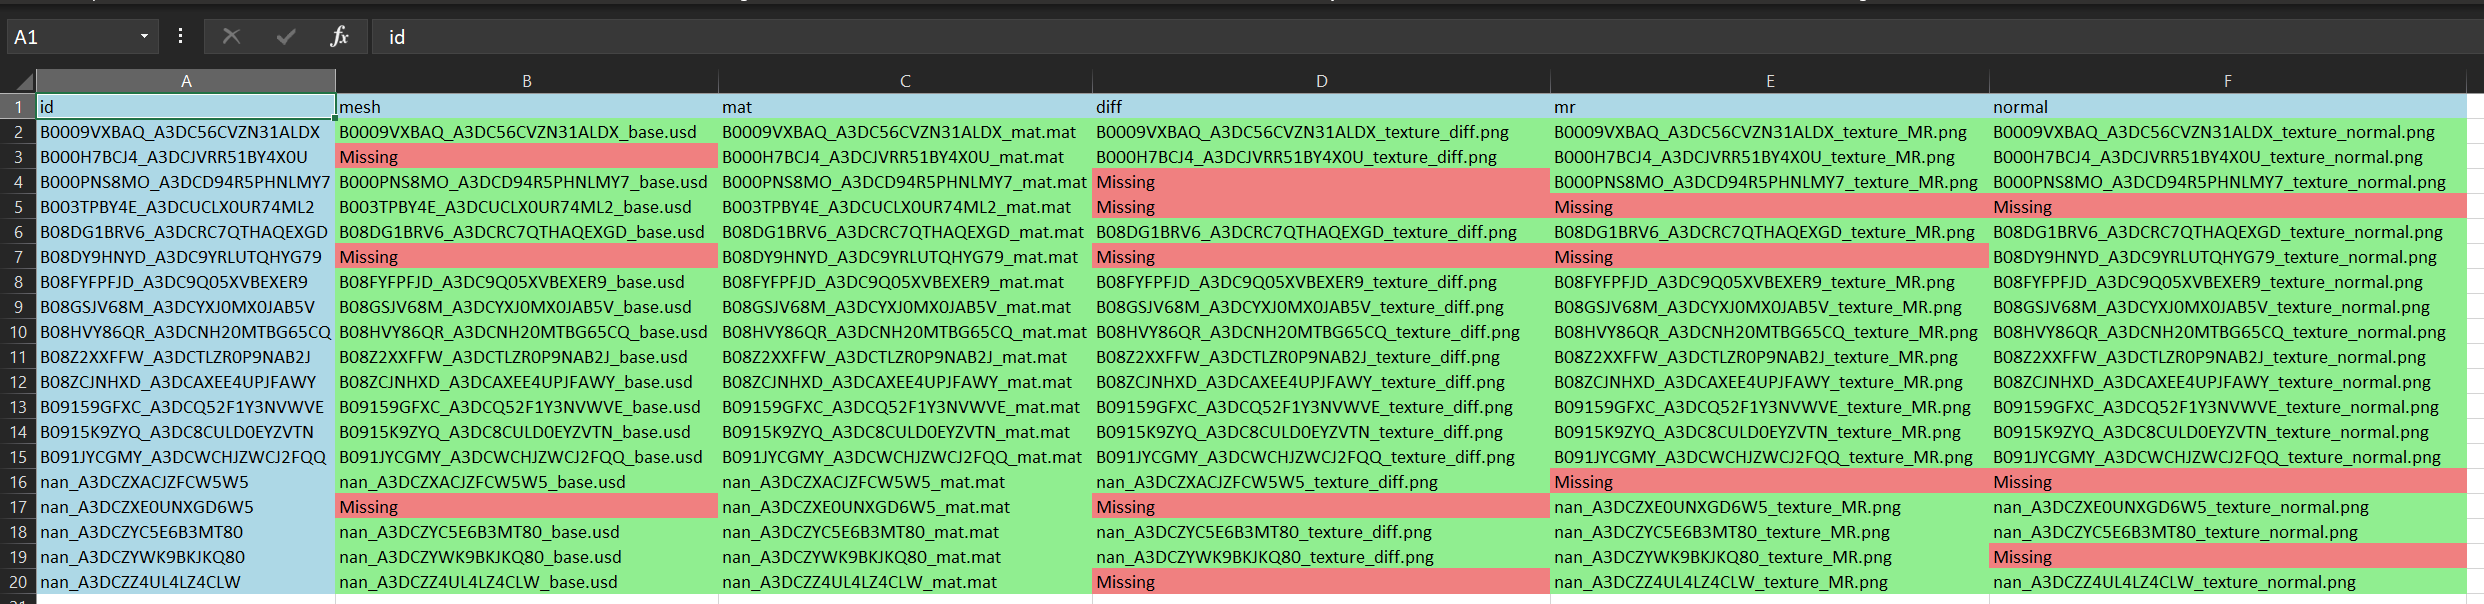 A1 fx id
A B C D E F
1 id mesh mat diff mr normal
2 B0009VXBAQ_A3DC56CVZN31ALDX B0009VXBAQ_A3DC56CVZN31ALDX_base.usd B0009VXBAQ_A3DC56CVZN31ALDX_mat.mat B0009VXBAQ_A3DC56CVZN31ALDX_texture_diff.png B0009VXBAQ_A3DC56CVZN31ALDX_texture_MR.png B0009VXBAQ_A3DC56CVZN31ALDX_texture_normal.png
3 B000H7BCJ4_A3DCJVRR51BY4X0U Missing B000H7BCJ4_A3DCJVRR51BY4X0U_mat.mat B000H7BCJ4_A3DCJVRR51BY4X0U_texture_diff.png B000H7BCJ4_A3DCJVRR51BY4X0U_texture_MR.png B000H7BCJ4_A3DCJVRR51BY4X0U_texture_normal.png
4 B000PNS8MO_A3DCD94R5PHNLMY7 B000PNS8MO_A3DCD94R5PHNLMY7_base.usd B000PNS8MO_A3DCD94R5PHNLMY7_mat.mat Missing B000PNS8MO_A3DCD94R5PHNLMY7_texture_MR.png B000PNS8MO_A3DCD94R5PHNLMY7_texture_normal.png
5 B003TPBY4E_A3DCUCLX0UR74ML2 B003TPBY4E_A3DCUCLX0UR74ML2_base.usd B003TPBY4E_A3DCUCLX0UR74ML2_mat.mat Missing Missing Missing
6 B08DG1BRV6_A3DCRC7QTHAQEXGD B08DG1BRV6_A3DCRC7QTHAQEXGD_base.usd B08DG1BRV6_A3DCRC7QTHAQEXGD_mat.mat B08DG1BRV6_A3DCRC7QTHAQEXGD_texture_diff.png B08DG1BRV6_A3DCRC7QTHAQEXGD_texture_MR.png B08DG1BRV6_A3DCRC7QTHAQEXGD_texture_normal.png
7 B08DY9HNYD_A3DC9YRLUTQHYG79 Missing B08DY9HNYD_A3DC9YRLUTQHYG79_mat.mat Missing Missing B08DY9HNYD_A3DC9YRLUTQHYG79_texture_normal.png
8 B08FYFPFJD_A3DC9Q05XVBEXER9 B08FYFPFJD_A3DC9Q05XVBEXER9_base.usd B08FYFPFJD_A3DC9Q05XVBEXER9_mat.mat B08FYFPFJD_A3DC9Q05XVBEXER9_texture_diff.png B08FYFPFJD_A3DC9Q05XVBEXER9_texture_MR.png B08FYFPFJD_A3DC9Q05XVBEXER9_texture_normal.png
9 B08GSJV68M_A3DCYXJ0MX0JAB5V B08GSJV68M_A3DCYXJ0MX0JAB5V_base.usd B08GSJV68M_A3DCYXJ0MX0JAB5V_mat.mat B08GSJV68M_A3DCYXJ0MX0JAB5V_texture_diff.png B08GSJV68M_A3DCYXJ0MX0JAB5V_texture_MR.png B08GSJV68M_A3DCYXJ0MX0JAB5V_texture_normal.png
10 B08HVY86QR_A3DCNH20MTBG65CQ B08HVY86QR_A3DCNH20MTBG65CQ_base.usd B08HVY86QR_A3DCNH20MTBG65CQ_mat.mat B08HVY86QR_A3DCNH20MTBG65CQ_texture_diff.png B08HVY86QR_A3DCNH20MTBG65CQ_texture_MR.png B08HVY86QR_A3DCNH20MTBG65CQ_texture_normal.png
11 B08Z2XXFFW_A3DCTLZR0P9NAB2J B08Z2XXFFW_A3DCTLZR0P9NAB2J_base.usd B08Z2XXFFW_A3DCTLZR0P9NAB2J_mat.mat B08Z2XXFFW_A3DCTLZR0P9NAB2J_texture_diff.png B08Z2XXFFW_A3DCTLZR0P9NAB2J_texture_MR.png B08Z2XXFFW_A3DCTLZR0P9NAB2J_texture_normal.png
12 B08ZCJNHXD_A3DCAXEE4UPJFAWY B08ZCJNHXD_A3DCAXEE4UPJFAWY_base.usd B08ZCJNHXD_A3DCAXEE4UPJFAWY_mat.mat B08ZCJNHXD_A3DCAXEE4UPJFAWY_texture_diff.png B08ZCJNHXD_A3DCAXEE4UPJFAWY_texture_MR.png B08ZCJNHXD_A3DCAXEE4UPJFAWY_texture_normal.png
13 B09159GFXC_A3DCQ52F1Y3NVWVE B09159GFXC_A3DCQ52F1Y3NVWVE_base.usd B09159GFXC_A3DCQ52F1Y3NVWVE_mat.mat B09159GFXC_A3DCQ52F1Y3NVWVE_texture_diff.png B09159GFXC_A3DCQ52F1Y3NVWVE_texture_MR.png B09159GFXC_A3DCQ52F1Y3NVWVE_texture_normal.png
14 B0915K9ZYQ_A3DC8CULD0EYZVTN B0915K9ZYQ_A3DC8CULD0EYZVTN_base.usd B0915K9ZYQ_A3DC8CULD0EYZVTN_mat.mat B0915K9ZYQ_A3DC8CULD0EYZVTN_texture_diff.png B0915K9ZYQ_A3DC8CULD0EYZVTN_texture_MR.png B0915K9ZYQ_A3DC8CULD0EYZVTN_texture_normal.png
15 B091JYCGMY_A3DCWCHJZWCJ2FQQ B091JYCGMY_A3DCWCHJZWCJ2FQQ_base.usd B091JYCGMY_A3DCWCHJZWCJ2FQQ_mat.mat B091JYCGMY_A3DCWCHJZWCJ2FQQ_texture_diff.png B091JYCGMY_A3DCWCHJZWCJ2FQQ_texture_MR.png B091JYCGMY_A3DCWCHJZWCJ2FQQ_texture_normal.png
16 nan_A3DCZXACJZFCW5W5 nan_A3DCZXACJZFCW5W5_base.usd nan_A3DCZXACJZFCW5W5_mat.mat nan_A3DCZXACJZFCW5W5_texture_diff.png Missing Missing
17 nan_A3DCZXE0UNXGD6W5 Missing nan_A3DCZXE0UNXGD6W5_mat.mat Missing nan_A3DCZXE0UNXGD6W5_texture_MR.png nan_A3DCZXE0UNXGD6W5_texture_normal.png
18 nan_A3DCZYC5E6B3MT80 nan_A3DCZYC5E6B3MT80_base.usd nan_A3DCZYC5E6B3MT80_mat.mat nan_A3DCZYC5E6B3MT80_texture_diff.png nan_A3DCZYC5E6B3MT80_texture_MR.png nan_A3DCZYC5E6B3MT80_texture_normal.png
19 nan_A3DCZYWK9BKJKQ80 nan_A3DCZYWK9BKJKQ80_base.usd nan_A3DCZYWK9BKJKQ80_mat.mat nan_A3DCZYWK9BKJKQ80_texture_diff.png nan_A3DCZYWK9BKJKQ80_texture_MR.png Missing
20 nan_A3DCZZ4UL4LZ4CLW nan_A3DCZZ4UL4LZ4CLW_base.usd nan_A3DCZZ4UL4LZ4CLW_mat.mat Missing nan_A3DCZZ4UL4LZ4CLW_texture_MR.png nan_A3DCZZ4UL4LZ4CLW_texture_normal.png